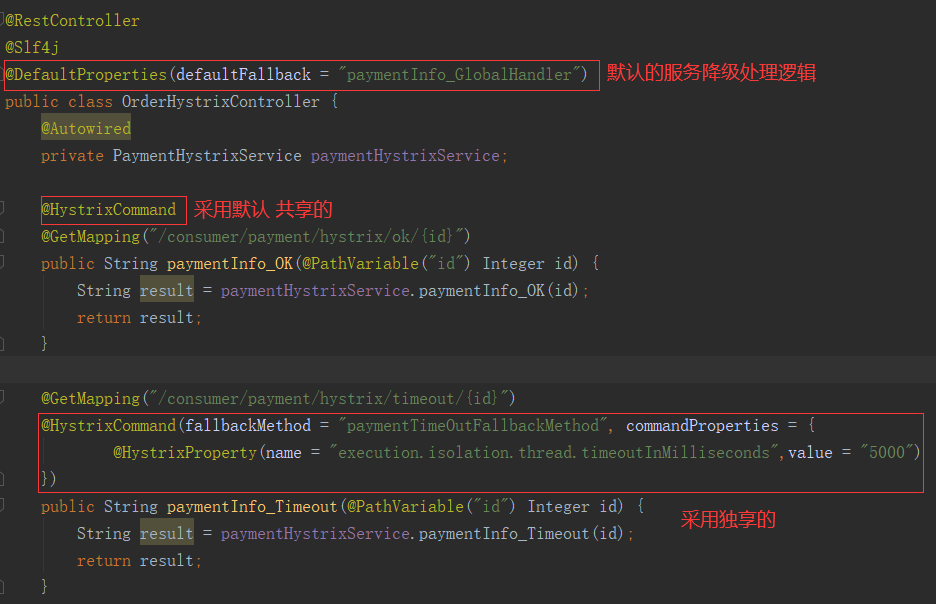 @RestController
@Slf4j
@DefaultProperties(defaultFallback = "paymentInfo_GlobalHandler") 默认的服务降级处理逻辑
public class OrderHystrixController {
@Autowired
private PaymentHystrixService paymentHystrixService;
@HystrixCommand 采用默认 共享的
@GetMapping("/consumer/payment/hystrix/ok/{id}")
public String paymentInfo_OK(@PathVariable("id") Integer id) {
String result = paymentHystrixService.paymentInfo_OK(id);
return result;
}
@GetMapping("/consumer/payment/hystrix/timeout/{id}")
@HystrixCommand(fallbackMethod = "paymentTimeOutFallbackMethod", commandProperties = {
@HystrixProperty(name = "execution.isolation.thread.timeoutInMilliseconds",value = "5000")
})
public String paymentInfo_Timeout(@PathVariable("id") Integer id) {
采用独享的
String result = paymentHystrixService.paymentInfo_Timeout(id);
return result;
}